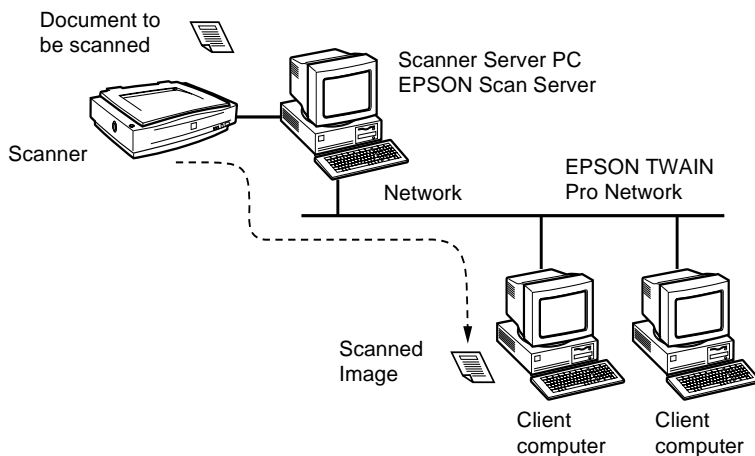 Document to
be scanned
Scanner Server PC
EPSON Scan Server
Scanner
EPSON TWAIN
Pro Network
Network
Scanned
Image
Client
computer
Client
computer